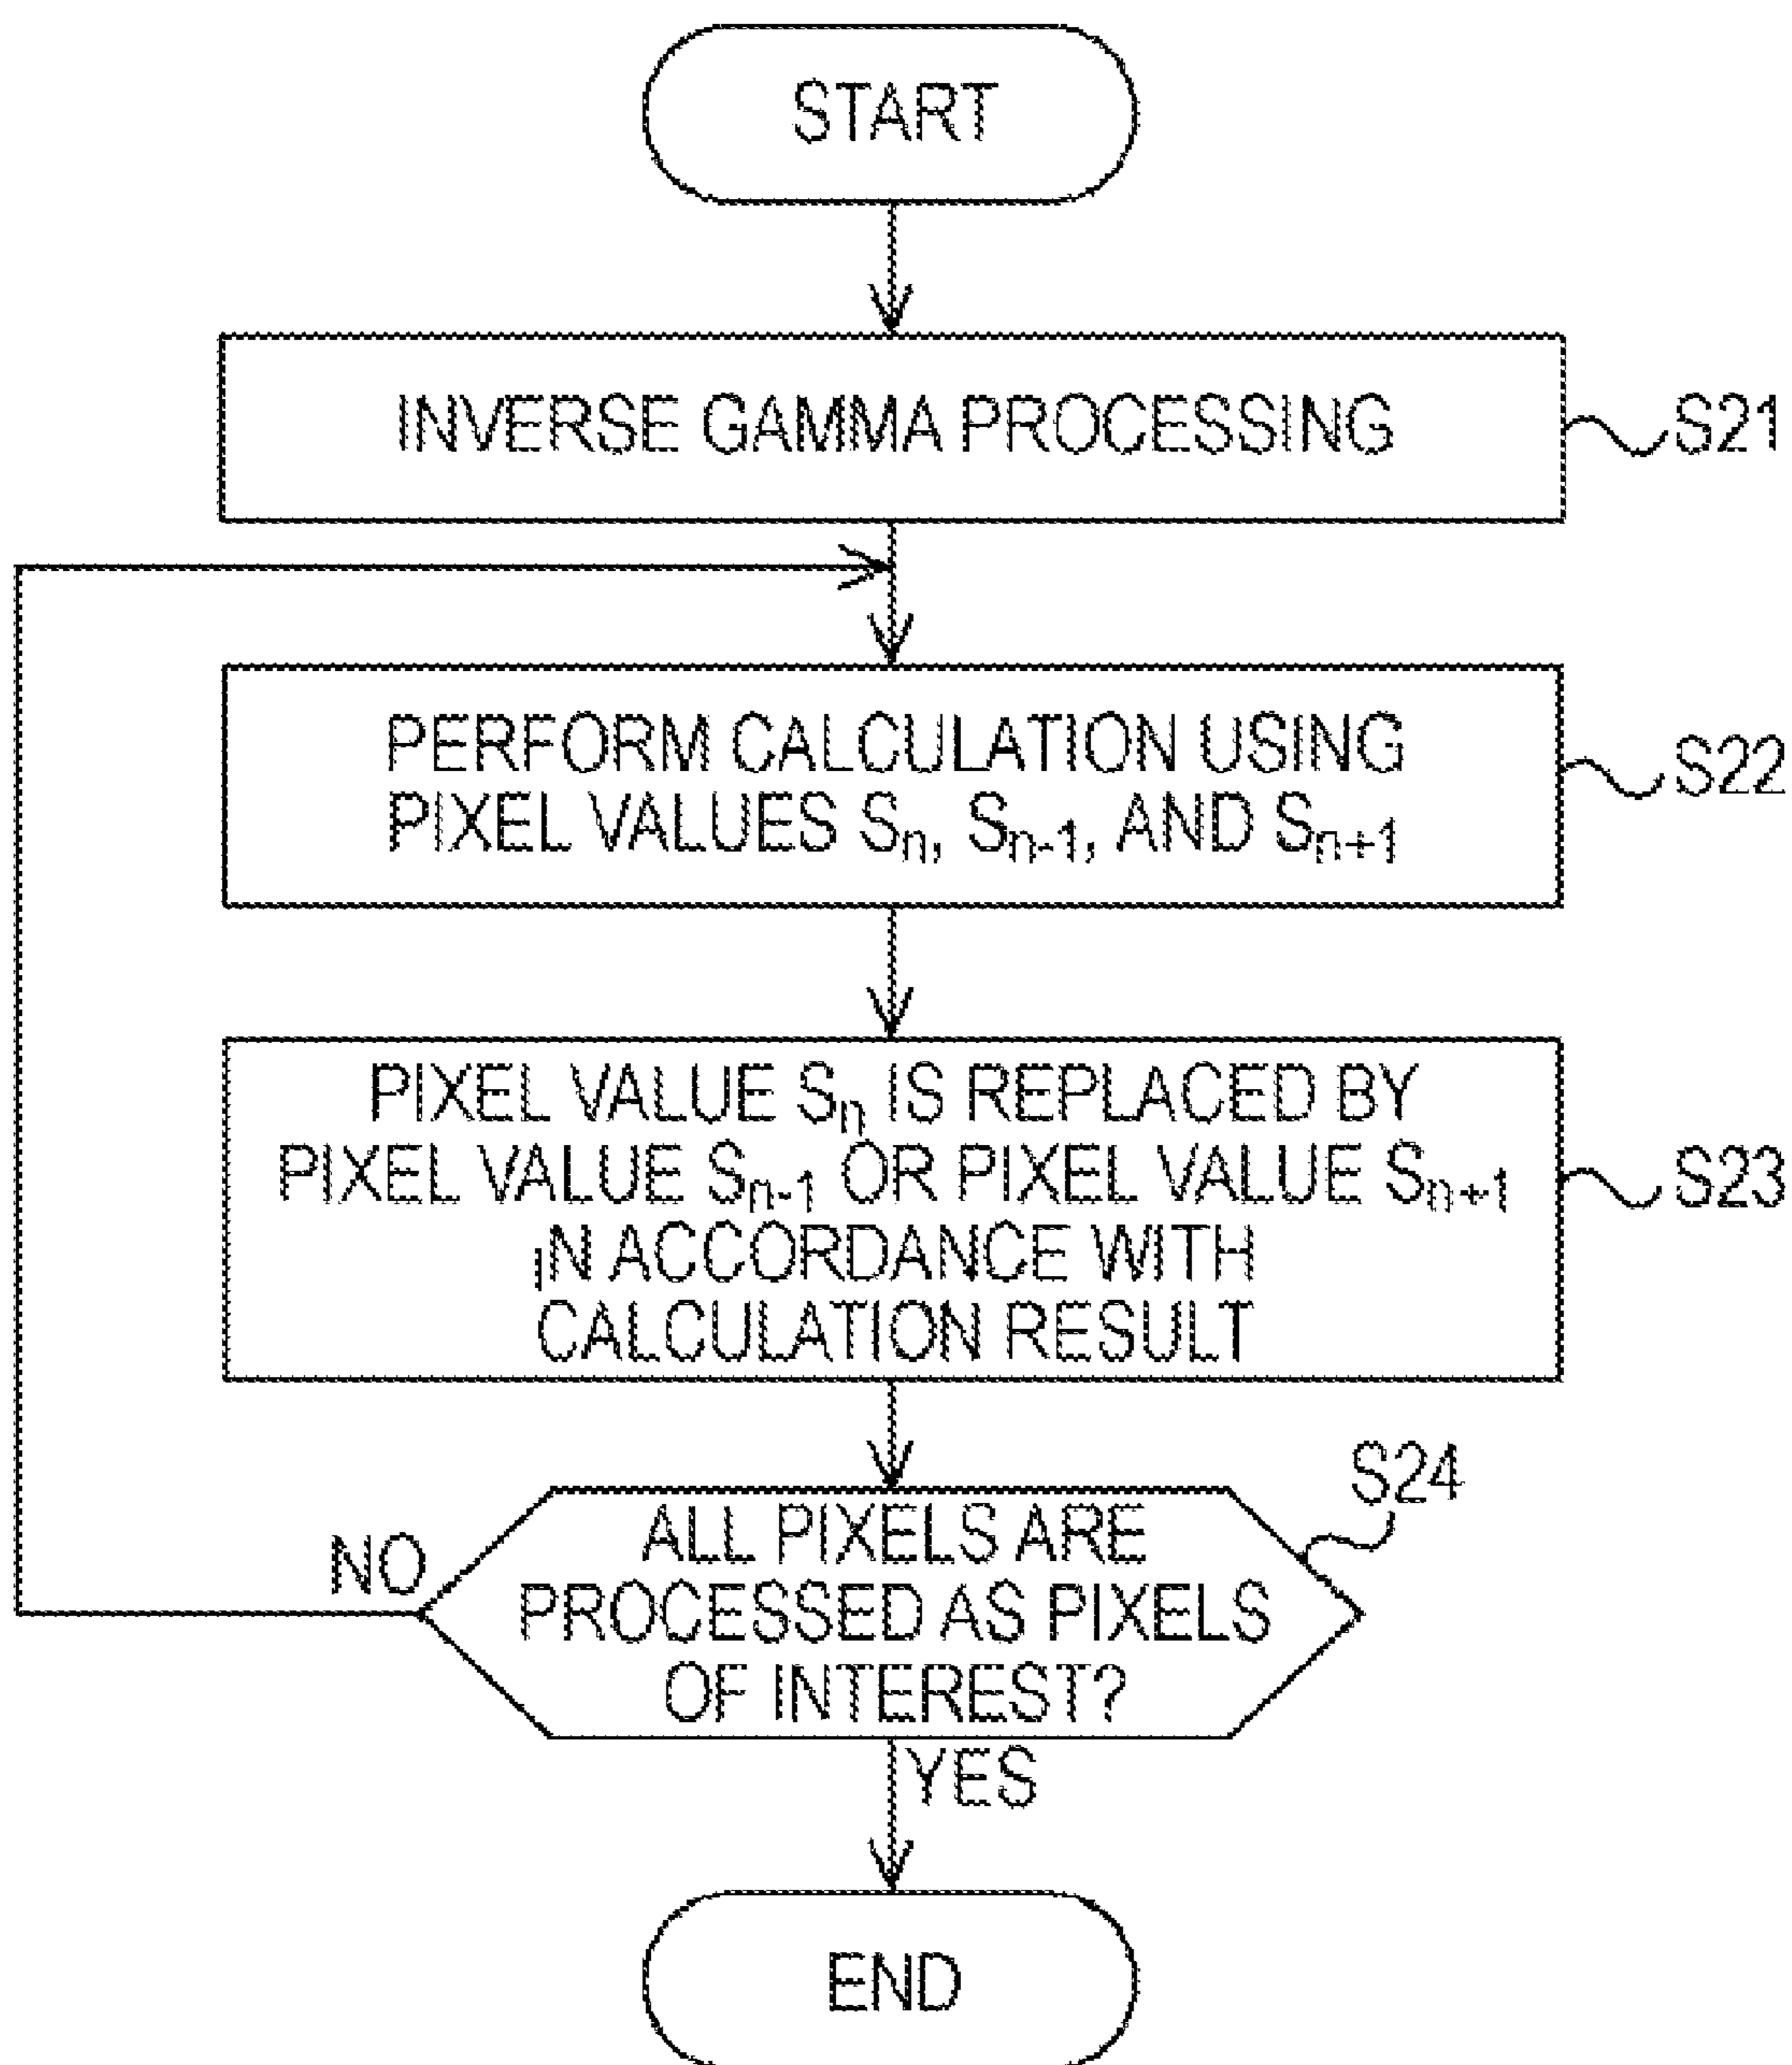 START
INVERSE GAMMA PROCESSING
S21
PERFORM CALCULATION USING
PIXEL VALUES Sn, Sn-1, AND Sn+1
S22
PIXEL VALUE Sn IS REPLACED BY
PIXEL VALUE Sn-1 OR PIXEL VALUE Sn+1
IN ACCORDANCE WITH
CALCULATION RESULT
S23
S24
ALL PIXELS ARE
PROCESSED AS PIXELS
OF INTEREST?
NO
YES
END